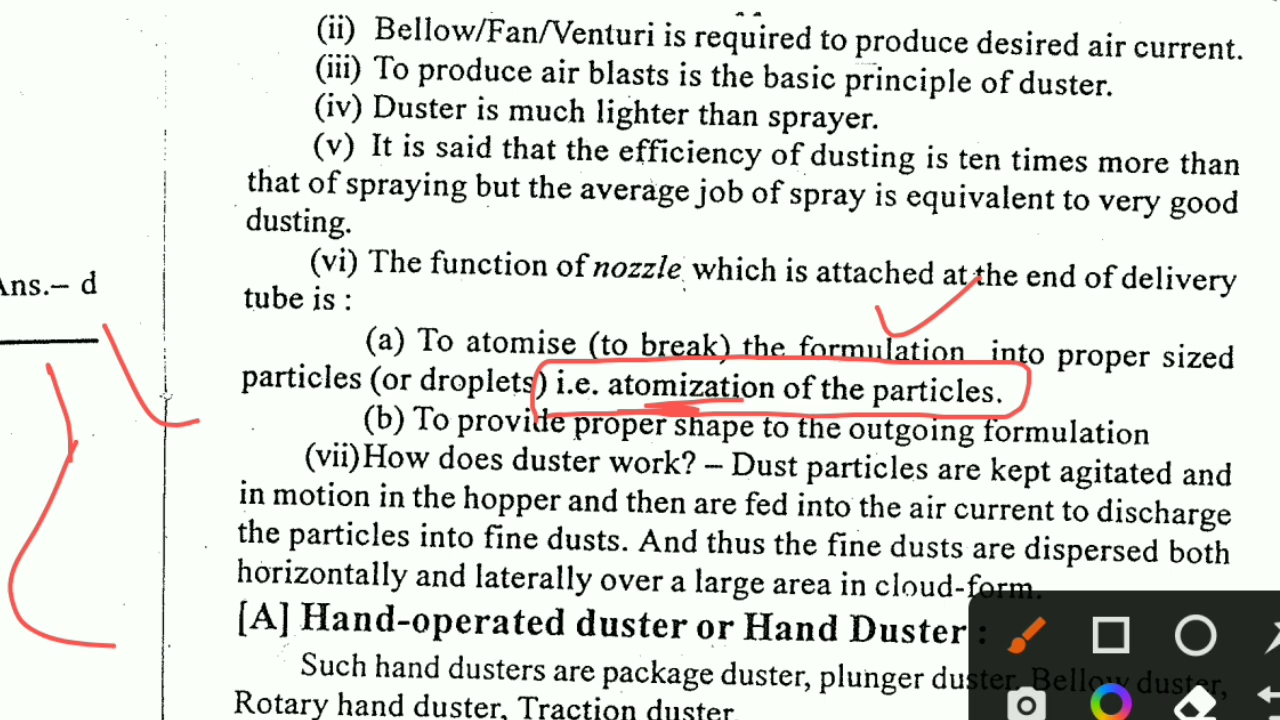 (ii) Bellow/Fan/Venturi is required to produce desired air current.
(iii) To produce air blasts is the basic principle of duster.
(iv) Duster is much lighter than sprayer.
(v) It is said that the efficiency of dusting is ten times more than
that of spraying but the average job of spray is equivalent to very good
dusting.
(vi) The function of nozzle which is attached at the end of delivery
tube is :
Ans.– d
(a) To atomise (to break) the formulation into proper sized
particles (or droplets) i.e. atomization of the particles.
(b) To provide proper shape to the outgoing formulation
(vii) How does duster work? – Dust particles are kept agitated and
in motion in the hopper and then are fed into the air current to discharge
the particles into fine dusts. And thus the fine dusts are dispersed both
horizontally and laterally over a large area in cloud-form.
[A] Hand-operated duster or Hand Duster :
Such hand dusters are package duster, plunger duster, Bellow duster,
Rotary hand duster, Traction duster.